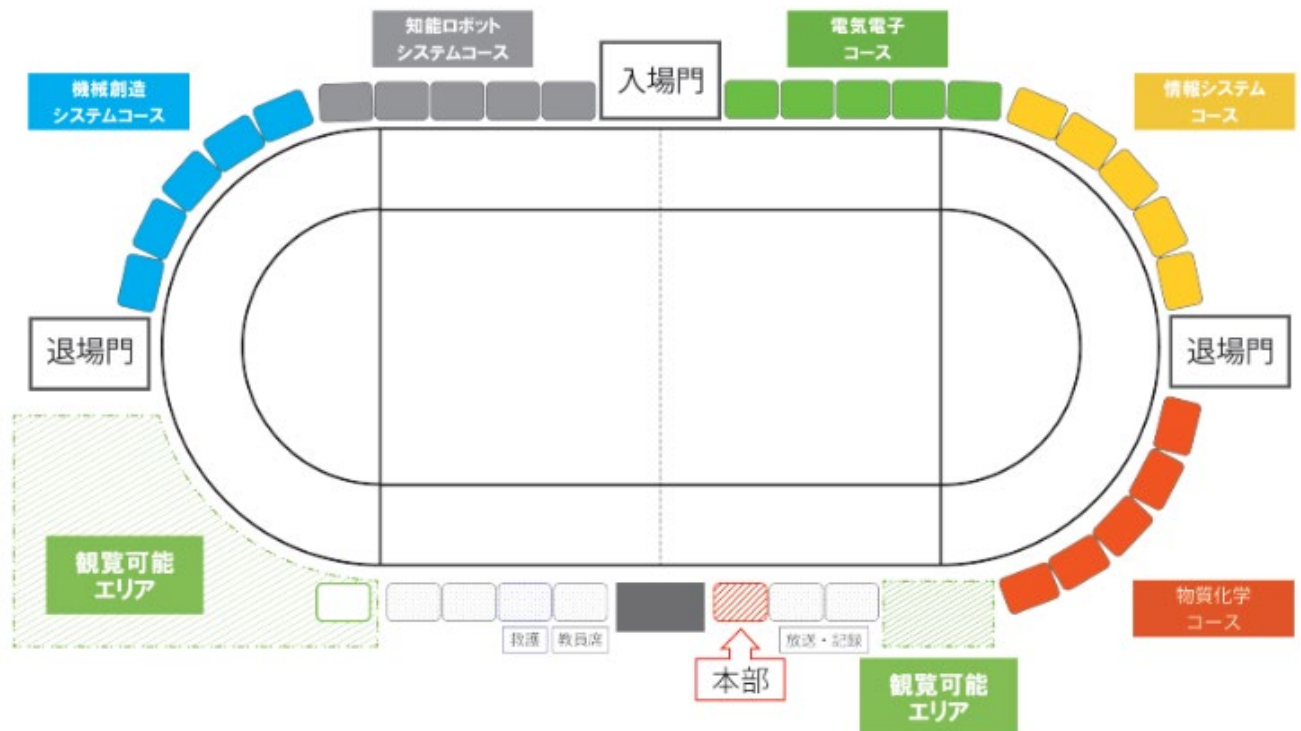 知能ロボット
システムコース
入場門
電気電子
コース
機械創造
システムコース
情報システム
コース
退場門
退場門
観覧可能
エリア
物質化学
コース
救護
教員席
放送・記録
本部
観覧可能
エリア